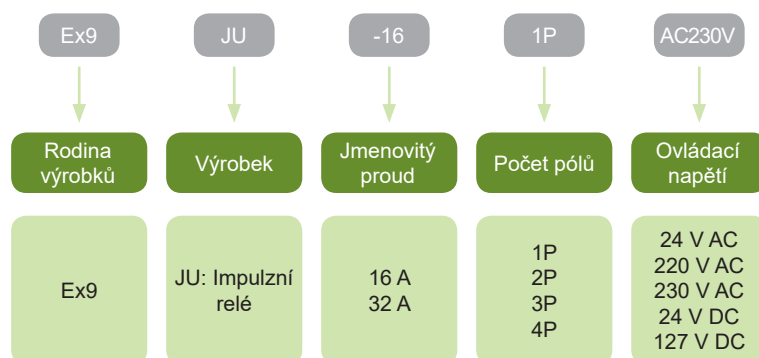 Ex9
JU
-16
1P
AC230V
Rodina
výrobků
Výrobek
Jmenovitý
proud
Počet pólů
Ovládací
napětí
Ex9
JU: Impulzní
relé
16 A
32 A
1P
2P
3P
4P
24 V AC
220 V AC
230 V AC
24 V DC
127 V DC